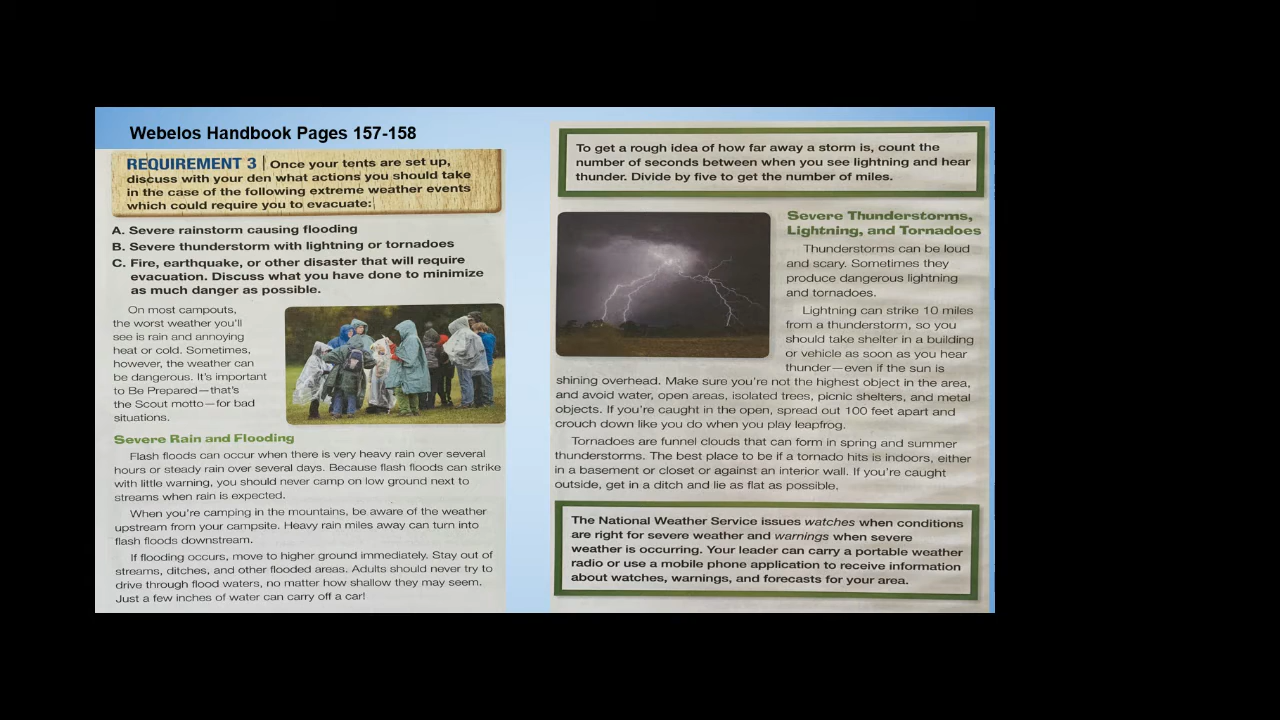 Webelos Handbook Pages 157-158
REQUIREMENT 3 | Once your tents are set up,
discuss with your den what actions you should take
in the case of the following extreme weather events
which could require you to evacuate:
A. Severe rainstorm causing flooding
B. Severe thunderstorm with lightning or tornadoes
C. Fire, earthquake, or other disaster that will require
evacuation. Discuss what you have done to minimize
as much danger as possible.
On most campouts,
the worst weather you'll
see is rain and annoying
heat or cold. Sometimes,
however, the weather can
be dangerous. It's important
to Be Prepared—that's
the Scout motto—for bad
situations.
Severe Rain and Flooding
Flash floods can occur when there is very heavy rain over several
hours or steady rain over several days. Because flash floods can strike
with little warning, you should never camp on low ground next to
streams when rain is expected.
When you're camping in the mountains, be aware of the weather
upstream from your campsite. Heavy rain miles away can turn into
flash floods downstream.
If flooding occurs, move to higher ground immediately. Stay out of
streams, ditches, and other flooded areas. Adults should never try to
drive through flood waters, no matter how shallow they may seem.
Just a few inches of water can carry off a car!
To get a rough idea of how far away a storm is, count the
number of seconds between when you see lightning and hear
thunder. Divide by five to get the number of miles.
Severe Thunderstorms,
Lightning, and Tornadoes
Thunderstorms can be loud
and scary. Sometimes they
produce dangerous lightning
and tornadoes.
Lightning can strike 10 miles
from a thunderstorm, so you
should take shelter in a building
or vehicle as soon as you hear
thunder—even if the sun is
shining overhead. Make sure you're not the highest object in the area,
and avoid water, open areas, isolated trees, picnic shelters, and metal
objects. If you're caught in the open, spread out 100 feet apart and
crouch down like you do when you play leapfrog.
Tornadoes are funnel clouds that can form in spring and summer
thunderstorms. The best place to be if a tornado hits is indoors, either
in a basement or closet or against an interior wall. If you're caught
outside, get in a ditch and lie as flat as possible.
The National Weather Service issues watches when conditions
are right for severe weather and warnings when severe
weather is occurring. Your leader can carry a portable weather
radio or use a mobile phone application to receive information
about watches, warnings, and forecasts for your area.